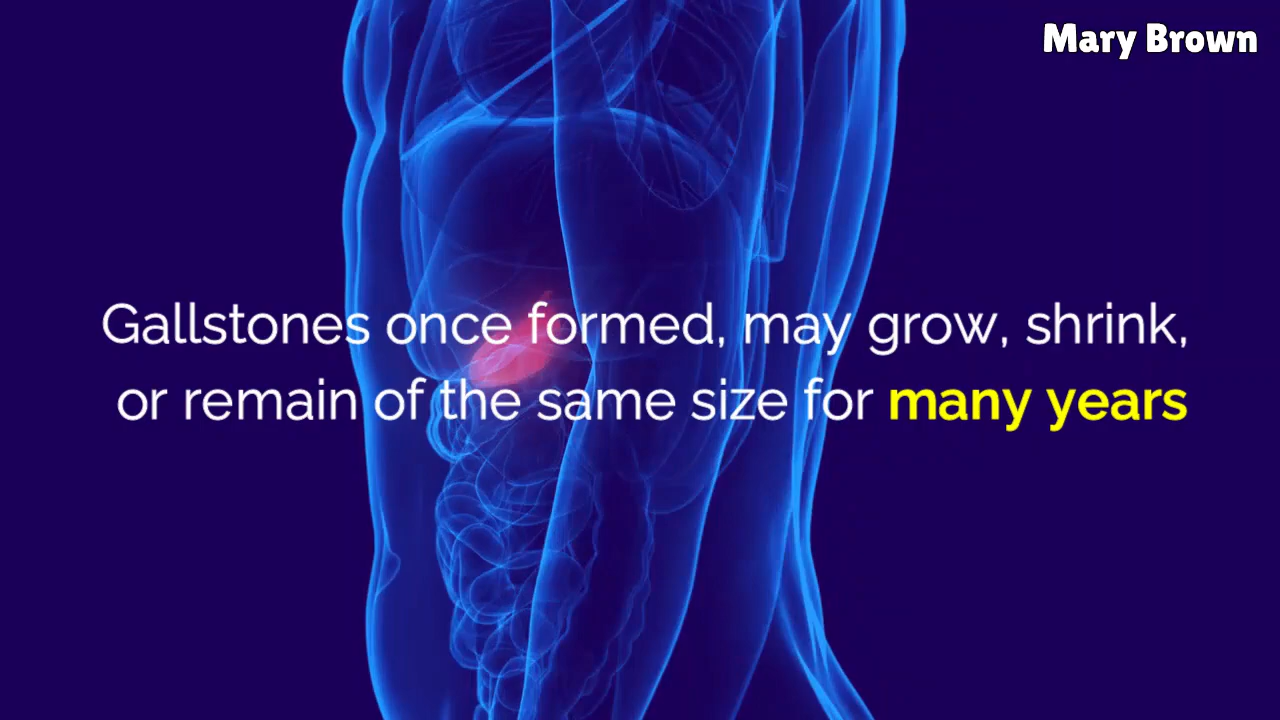 Mary Brown
Gallstones once formed, may grow, shrink,
or remain of the same size for many years